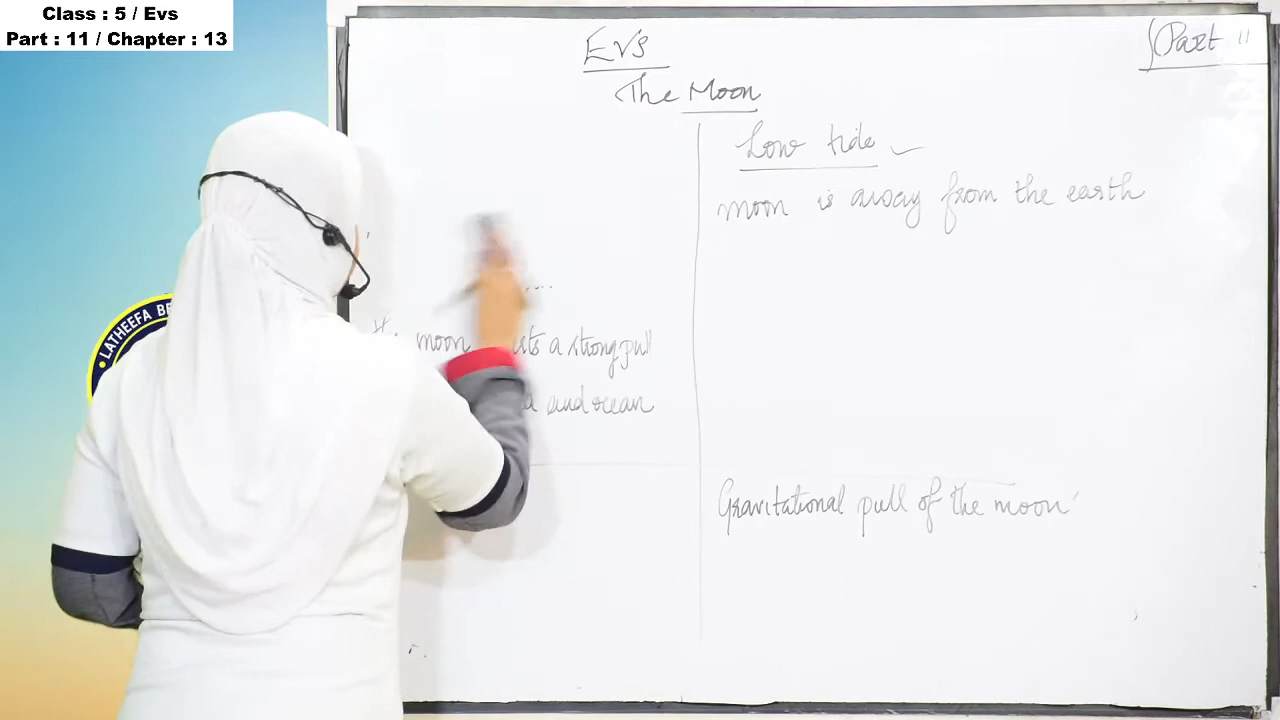 Class : 5 / Evs
Part : 11 / Chapter : 13
Evs
Part 11
The Moon
Low tide
moon is away from the earth
moon a strong pull
and ocean
Gravitational pull of the moon
LATHEEFA